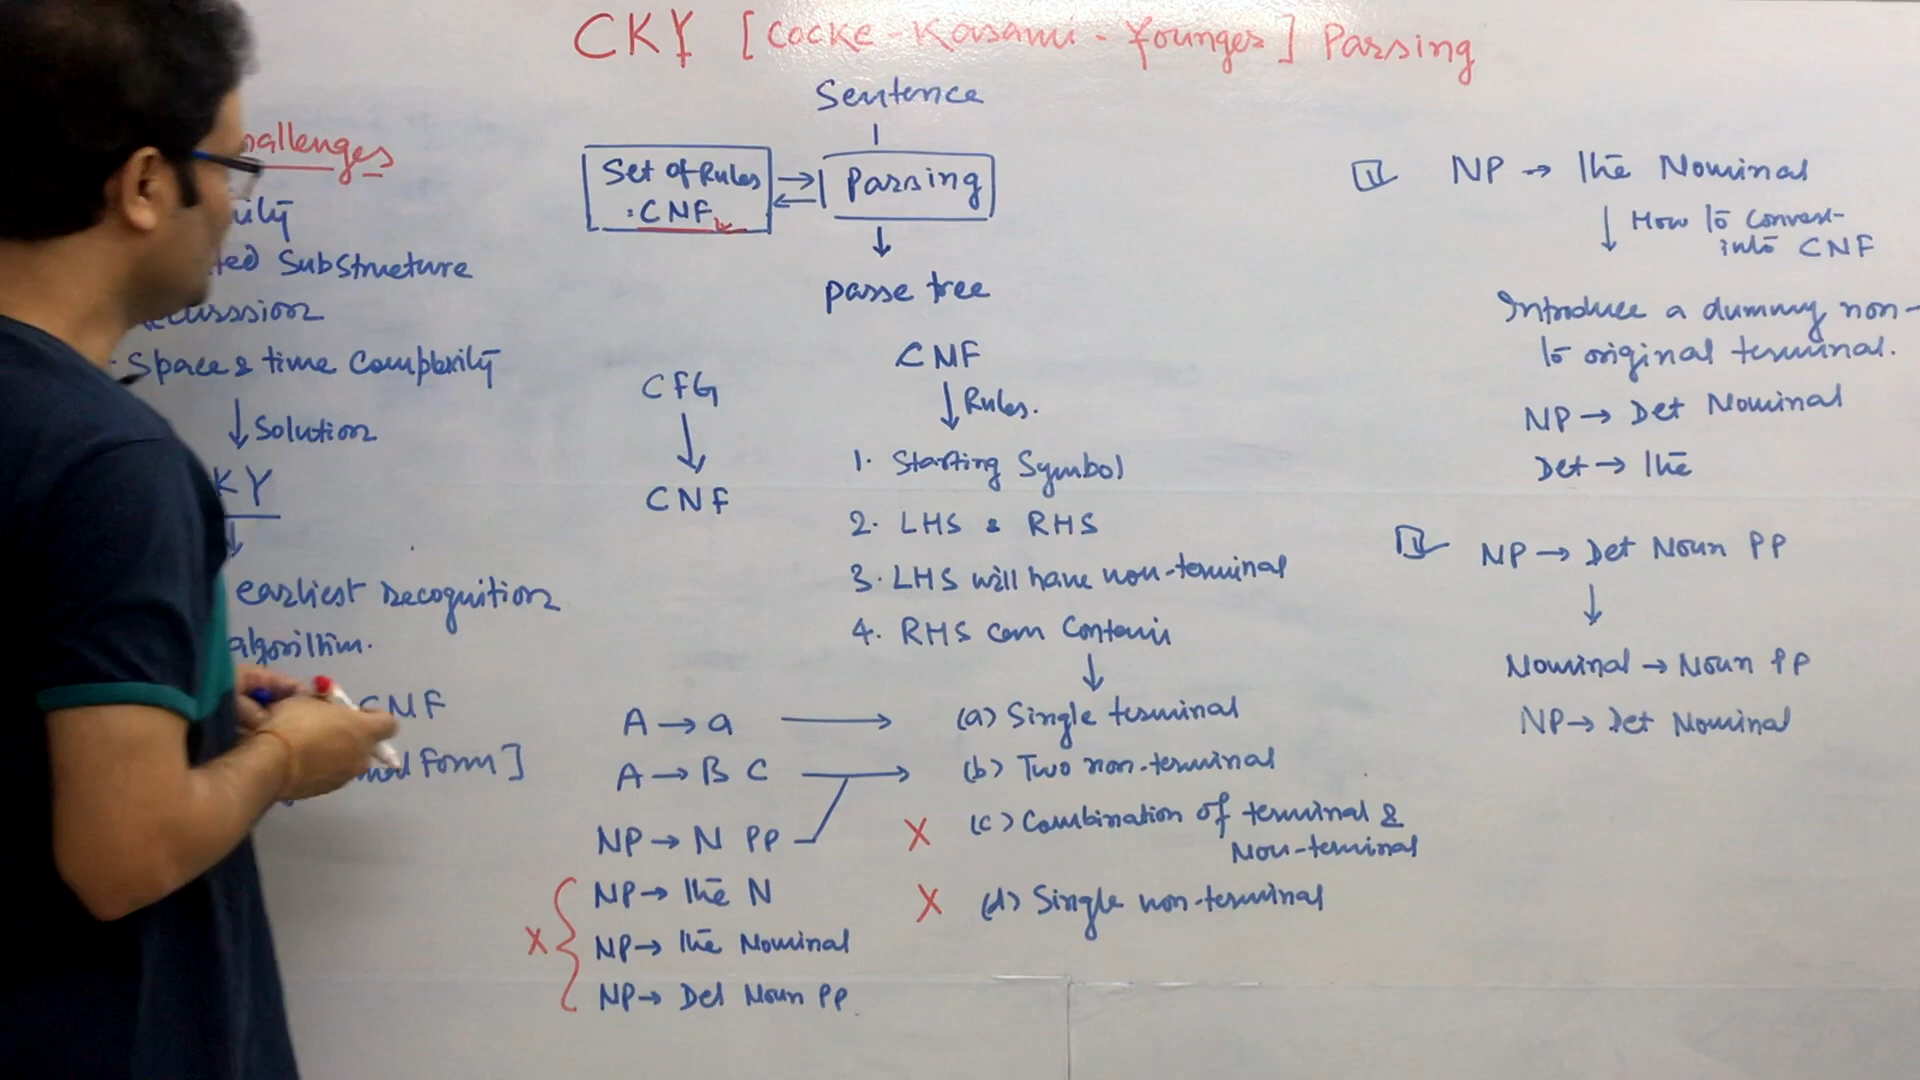 CKY [Cocke-Kasami-Younger] Parsing
allenges
ted Substructure
Space & time Complexity
↓ Solution
KY
↓
earliest recognition
algorithm.
CNF
Form]
Sentence
Set of Rules
: CNF
Parsing
↓
passe tree
CFG
↓
CNF
CNF
↓ Rules.
1. Starting Symbol
2. LHS & RHS
3. LHS will have non-terminal
4. RHS can contain
↓
A → a → (a) Single terminal
A → B C → (b) Two non-terminal
NP → N PP
X (c) Combination of terminal &
Non-terminal
X (d) Single non-terminal
X { NP → the N
NP → the Nominal
NP → Det Noun PP
NP → the Nominal
↓ How to convert
into CNF
Introduce a dummy non-
to original terminal.
NP → Det Nominal
Det → the
NP → Det Noun PP
↓
Nominal → Noun PP
NP → Det Nominal